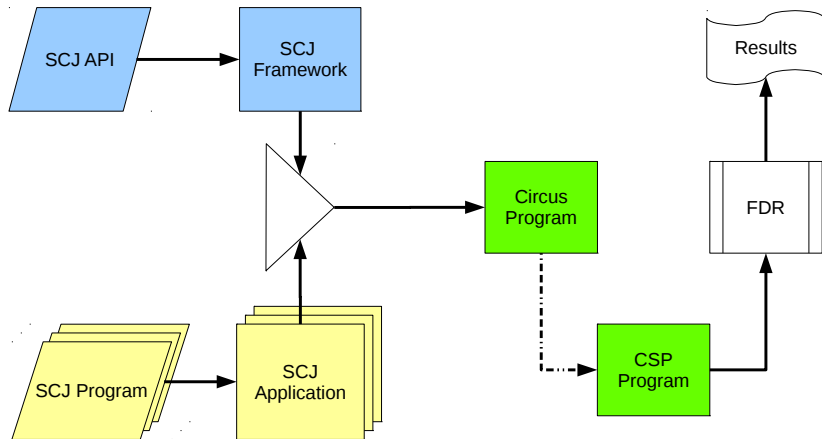 SCJ API
SCJ
Framework
Results
Circus
Program
FDR
SCJ Program
SCJ
Application
CSP
Program